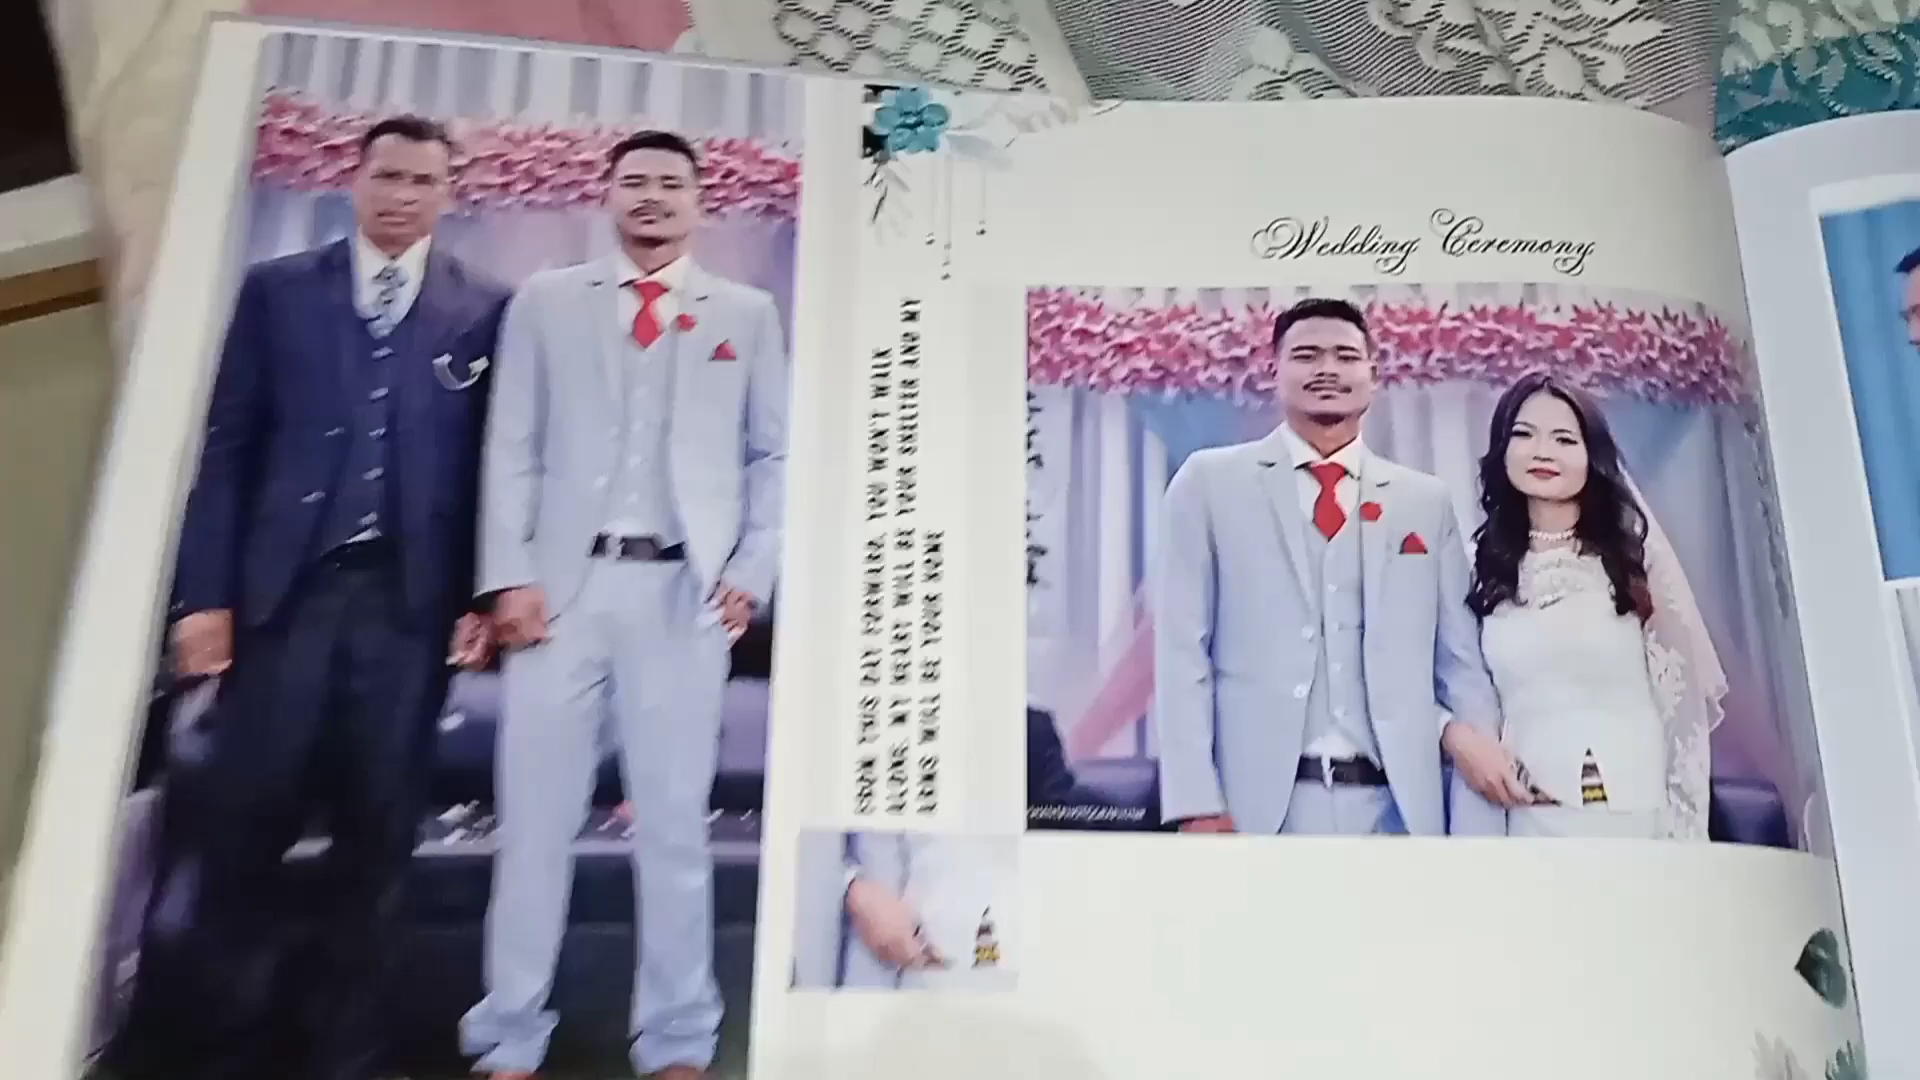 Wedding Ceremony
FROM THIS DAY FORWARD, YOU WON'T WALK
ALONE. MY HEART WILL BE YOUR SHELTER AND MY
ARMS WILL BE YOUR HOME